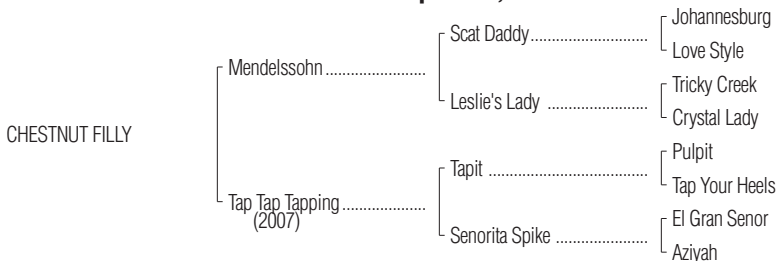 Johannesburg
Scat Daddy
Love Style
Mendelssohn
Tricky Creek
Leslie's Lady
Crystal Lady
CHESTNUT FILLY
Pulpit
Tapit
Tap Your Heels
Tap Tap Tapping
(2007)
El Gran Senor
Senorita Spike
Aziyah